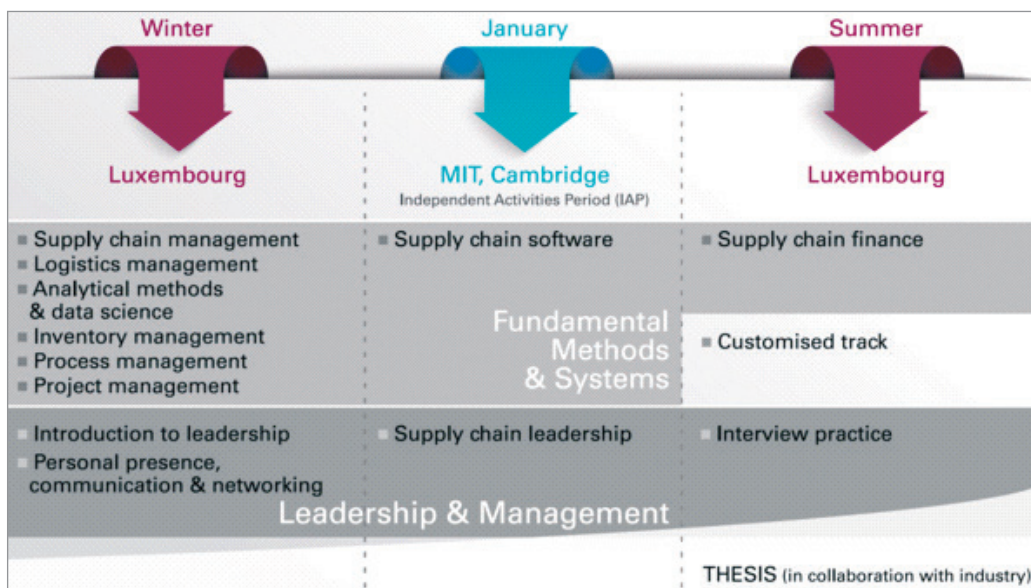 Winter
January
Summer
Luxembourg
MIT, Cambridge
Independent Activities Period (IAP)
Luxembourg
Supply chain management
Logistics management
Analytical methods
& data science
Inventory management
Process management
Project management
Supply chain software
Fundamental
Methods
& Systems
Supply chain finance
Customised track
Introduction to leadership
Personal presence,
communication & networking
Supply chain leadership
Interview practice
Leadership & Management
THESIS (in collaboration with industry)